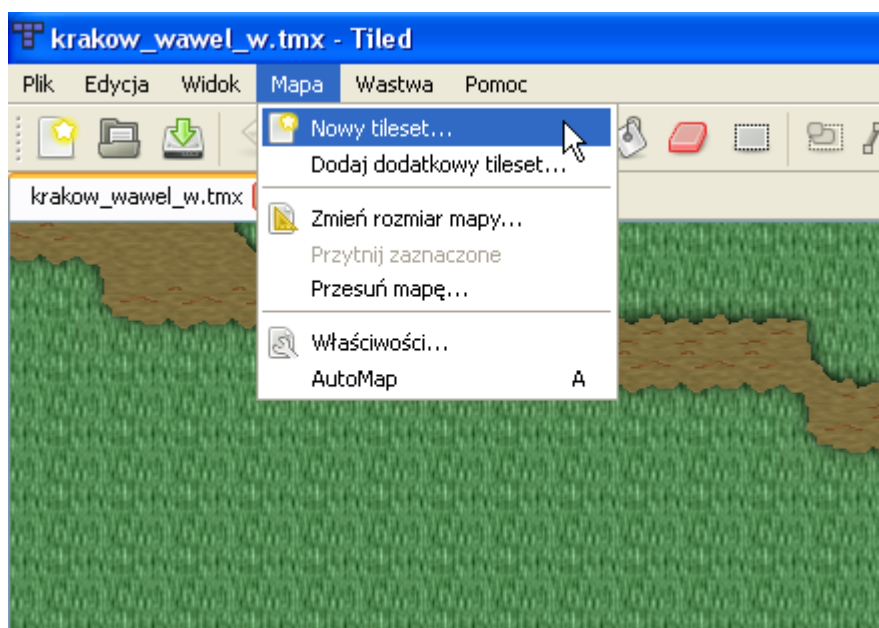 krakow_wawel_w.tmx - Tiled
Plik Edycja Widok Mapa Wastwa Pomoc
Nowy tileset...
Dodaj dodatkowy tileset...
krakow_wawel_w.tmx
Zmień rozmiar mapy...
Przytnij zaznaczone
Przesuń mapę...
Właściwości...
AutoMap A